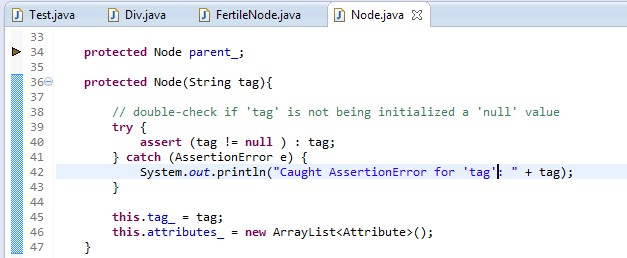 Test.java Div.java FertileNode.java Node.java
33
34 protected Node parent_;
35
36 protected Node(String tag){
37
38 // double-check if 'tag' is not being initialized a 'null' value
39 try {
40 assert (tag != null ) : tag;
41 } catch (AssertionError e) {
42 System.out.println("Caught AssertionError for 'tag': " + tag);
43 }
44
45 this.tag_ = tag;
46 this.attributes_ = new ArrayList<Attribute>();
47 }